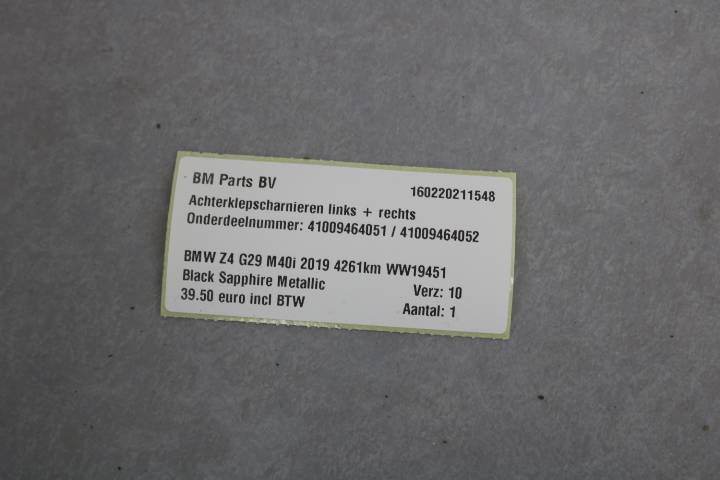 BM Parts BV 160220211548
Achterklepscharnieren links + rechts
Onderdeelnummer: 41009464051 / 41009464052
BMW Z4 G29 M40i 2019 4261km WW19451
Black Sapphire Metallic Verz: 10
39.50 euro incl BTW Aantal: 1